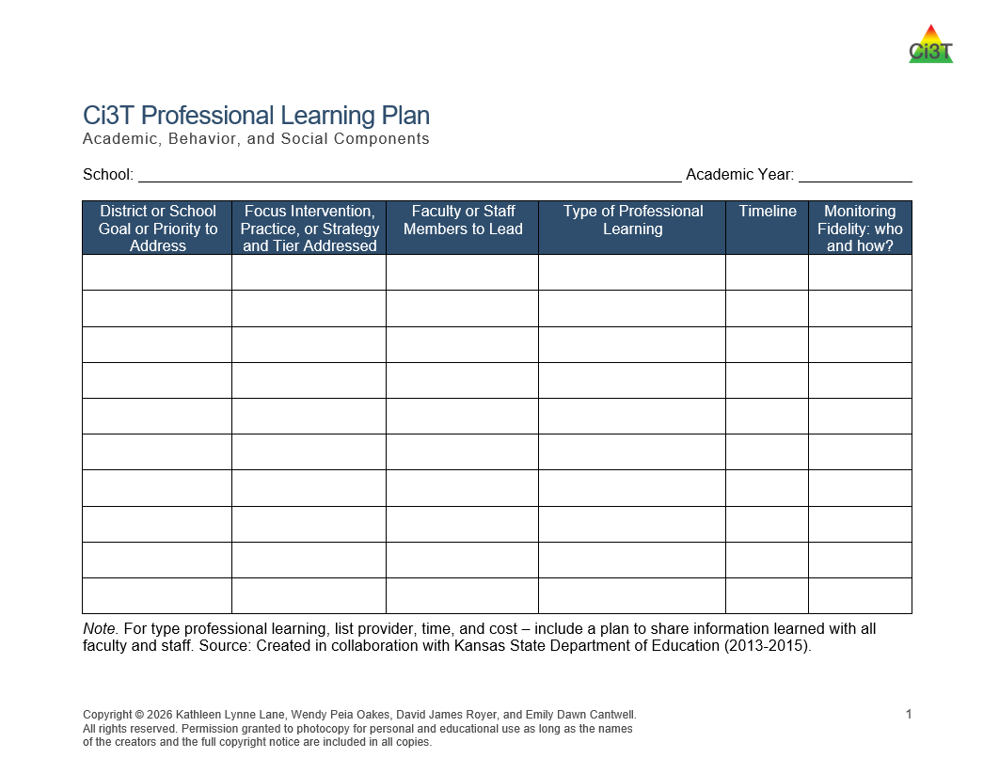 Ci3T
Ci3T Professional Learning Plan
Academic, Behavior, and Social Components
School: ______________________________________________________________ Academic Year: _____________
District or School
Goal or Priority to
Address
Focus Intervention,
Practice, or Strategy
and Tier Addressed
Faculty or Staff
Members to Lead
Type of Professional
Learning
Timeline
Monitoring
Fidelity: who
and how?
Note. For type professional learning, list provider, time, and cost – include a plan to share information learned with all
faculty and staff. Source: Created in collaboration with Kansas State Department of Education (2013-2015).
Copyright © 2026 Kathleen Lynne Lane, Wendy Peia Oakes, David James Royer, and Emily Dawn Cantwell.
All rights reserved. Permission granted to photocopy for personal and educational use as long as the names
of the creators and the full copyright notice are included in all copies.
1